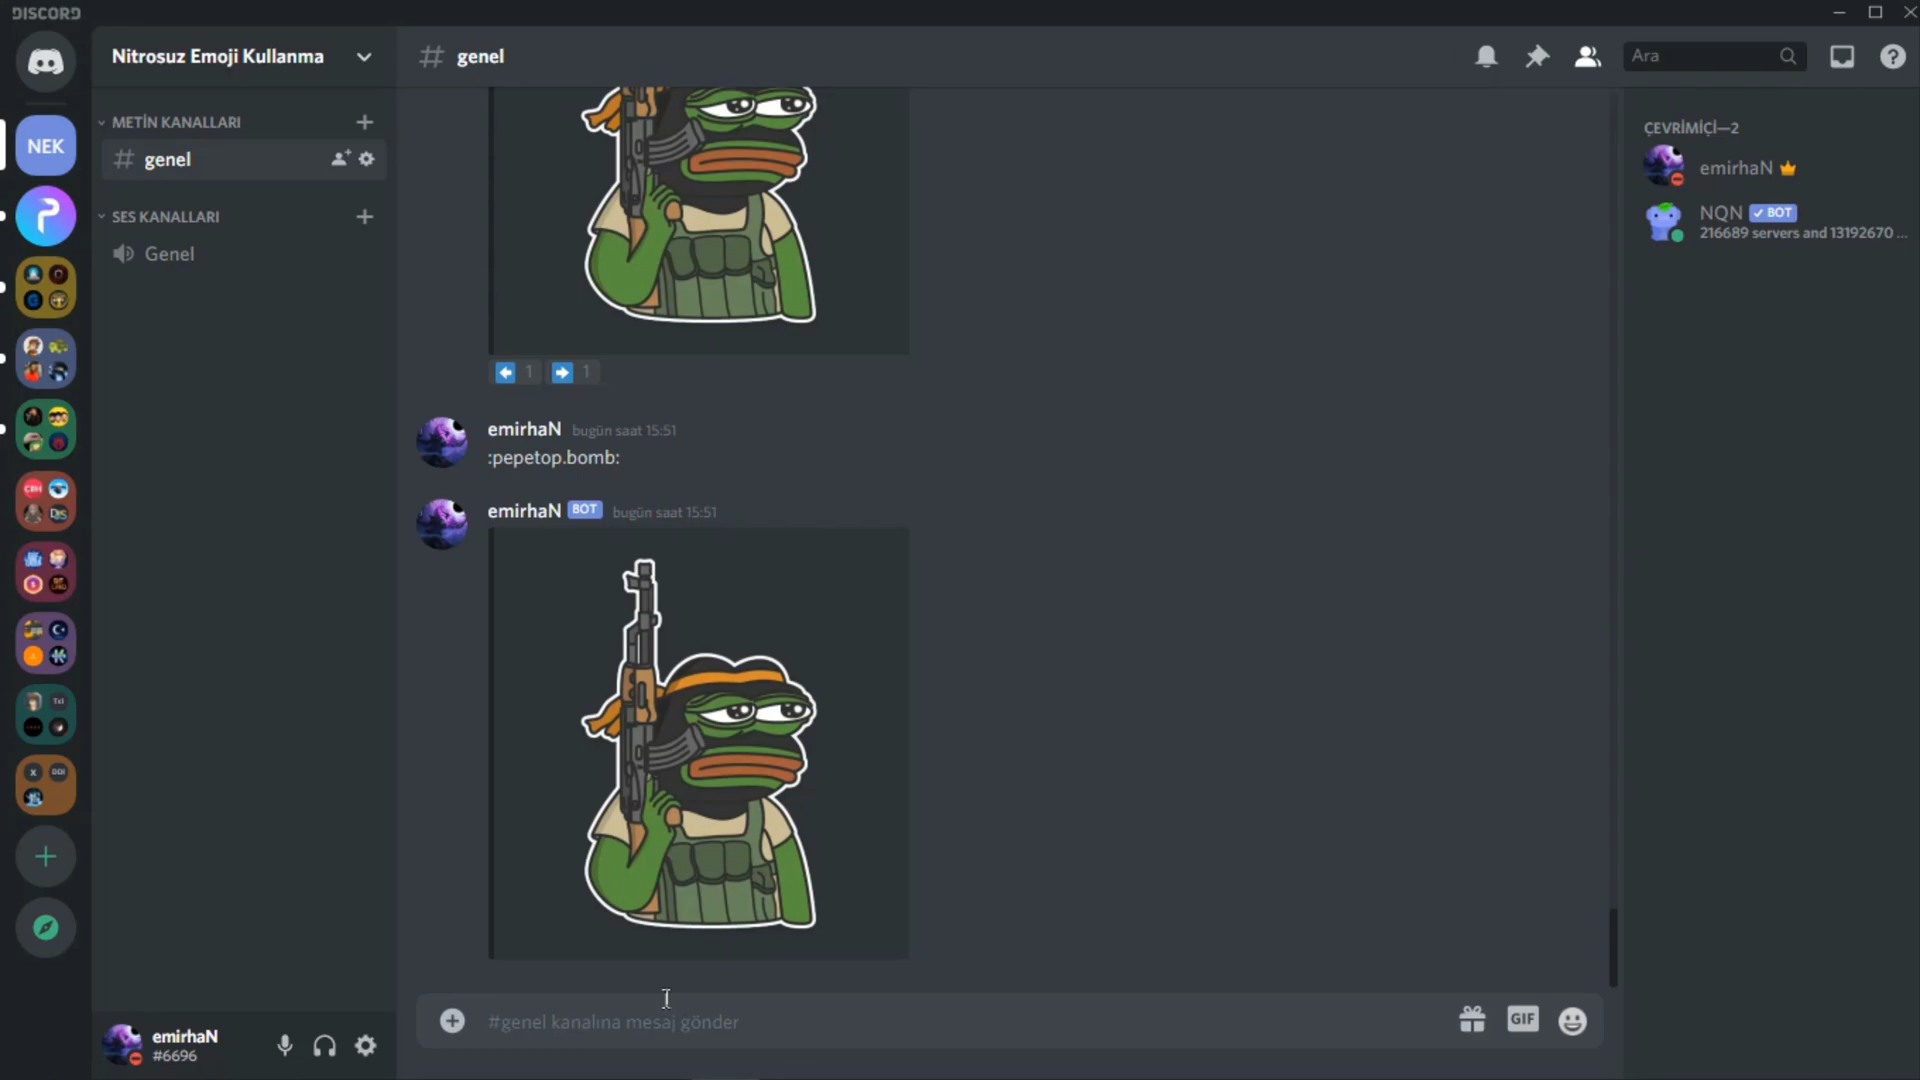 DISCORD
Nitrosuz Emoji Kullanma
genel
Ara
NEK
METİN KANALLARI
genel
SES KANALLARI
Genel
1 1
emirhaN bugün saat 15:51
:pepetop.bomb:
emirhaN BOT bugün saat 15:51
#genel kanalına mesaj gönder
GIF
emirhaN
#6696
ÇEVRİMİÇİ—2
emirhaN
NQN BOT
216689 servers and 13192670 ...